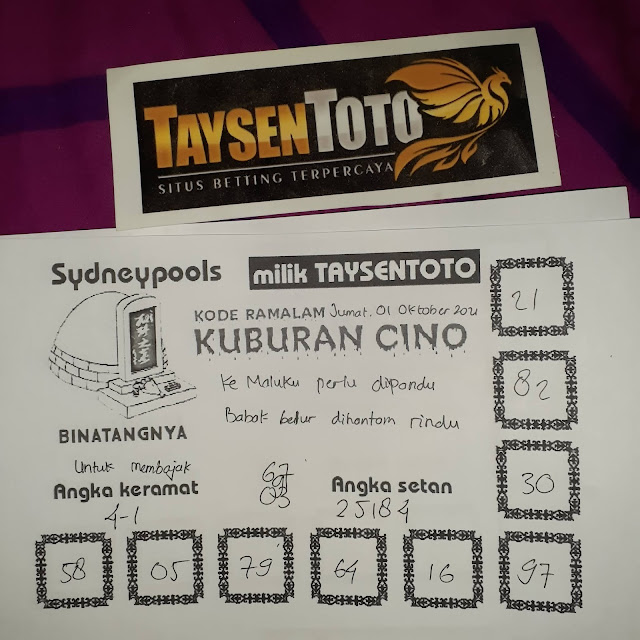 TAYSENTOTO
SITUS BETTING TERPERCAYA
Sydneypools
milik TAYSENTOTO
KODE RAMALAM Jumat, 01 Oktober 2021
KUBURAN CINO
Ke Maluku perlu dipandu
Babak belur dihantam rindu
BINATANGNYA
Untuk membajak
Angka keramat
4-1
67
03
Angka setan
25184
21
82
30
58
05
79
64
16
97